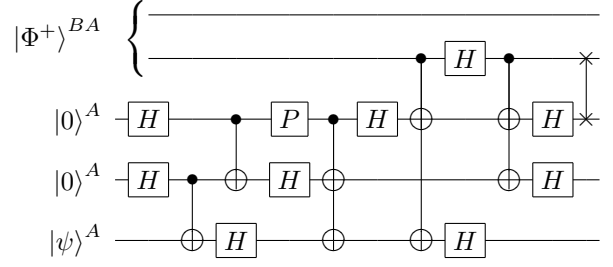 |Φ⁺⟩ᴮᴬ
H
|0⟩ᴬ H P H H
|0⟩ᴬ H H H
|ψ⟩ᴬ H H